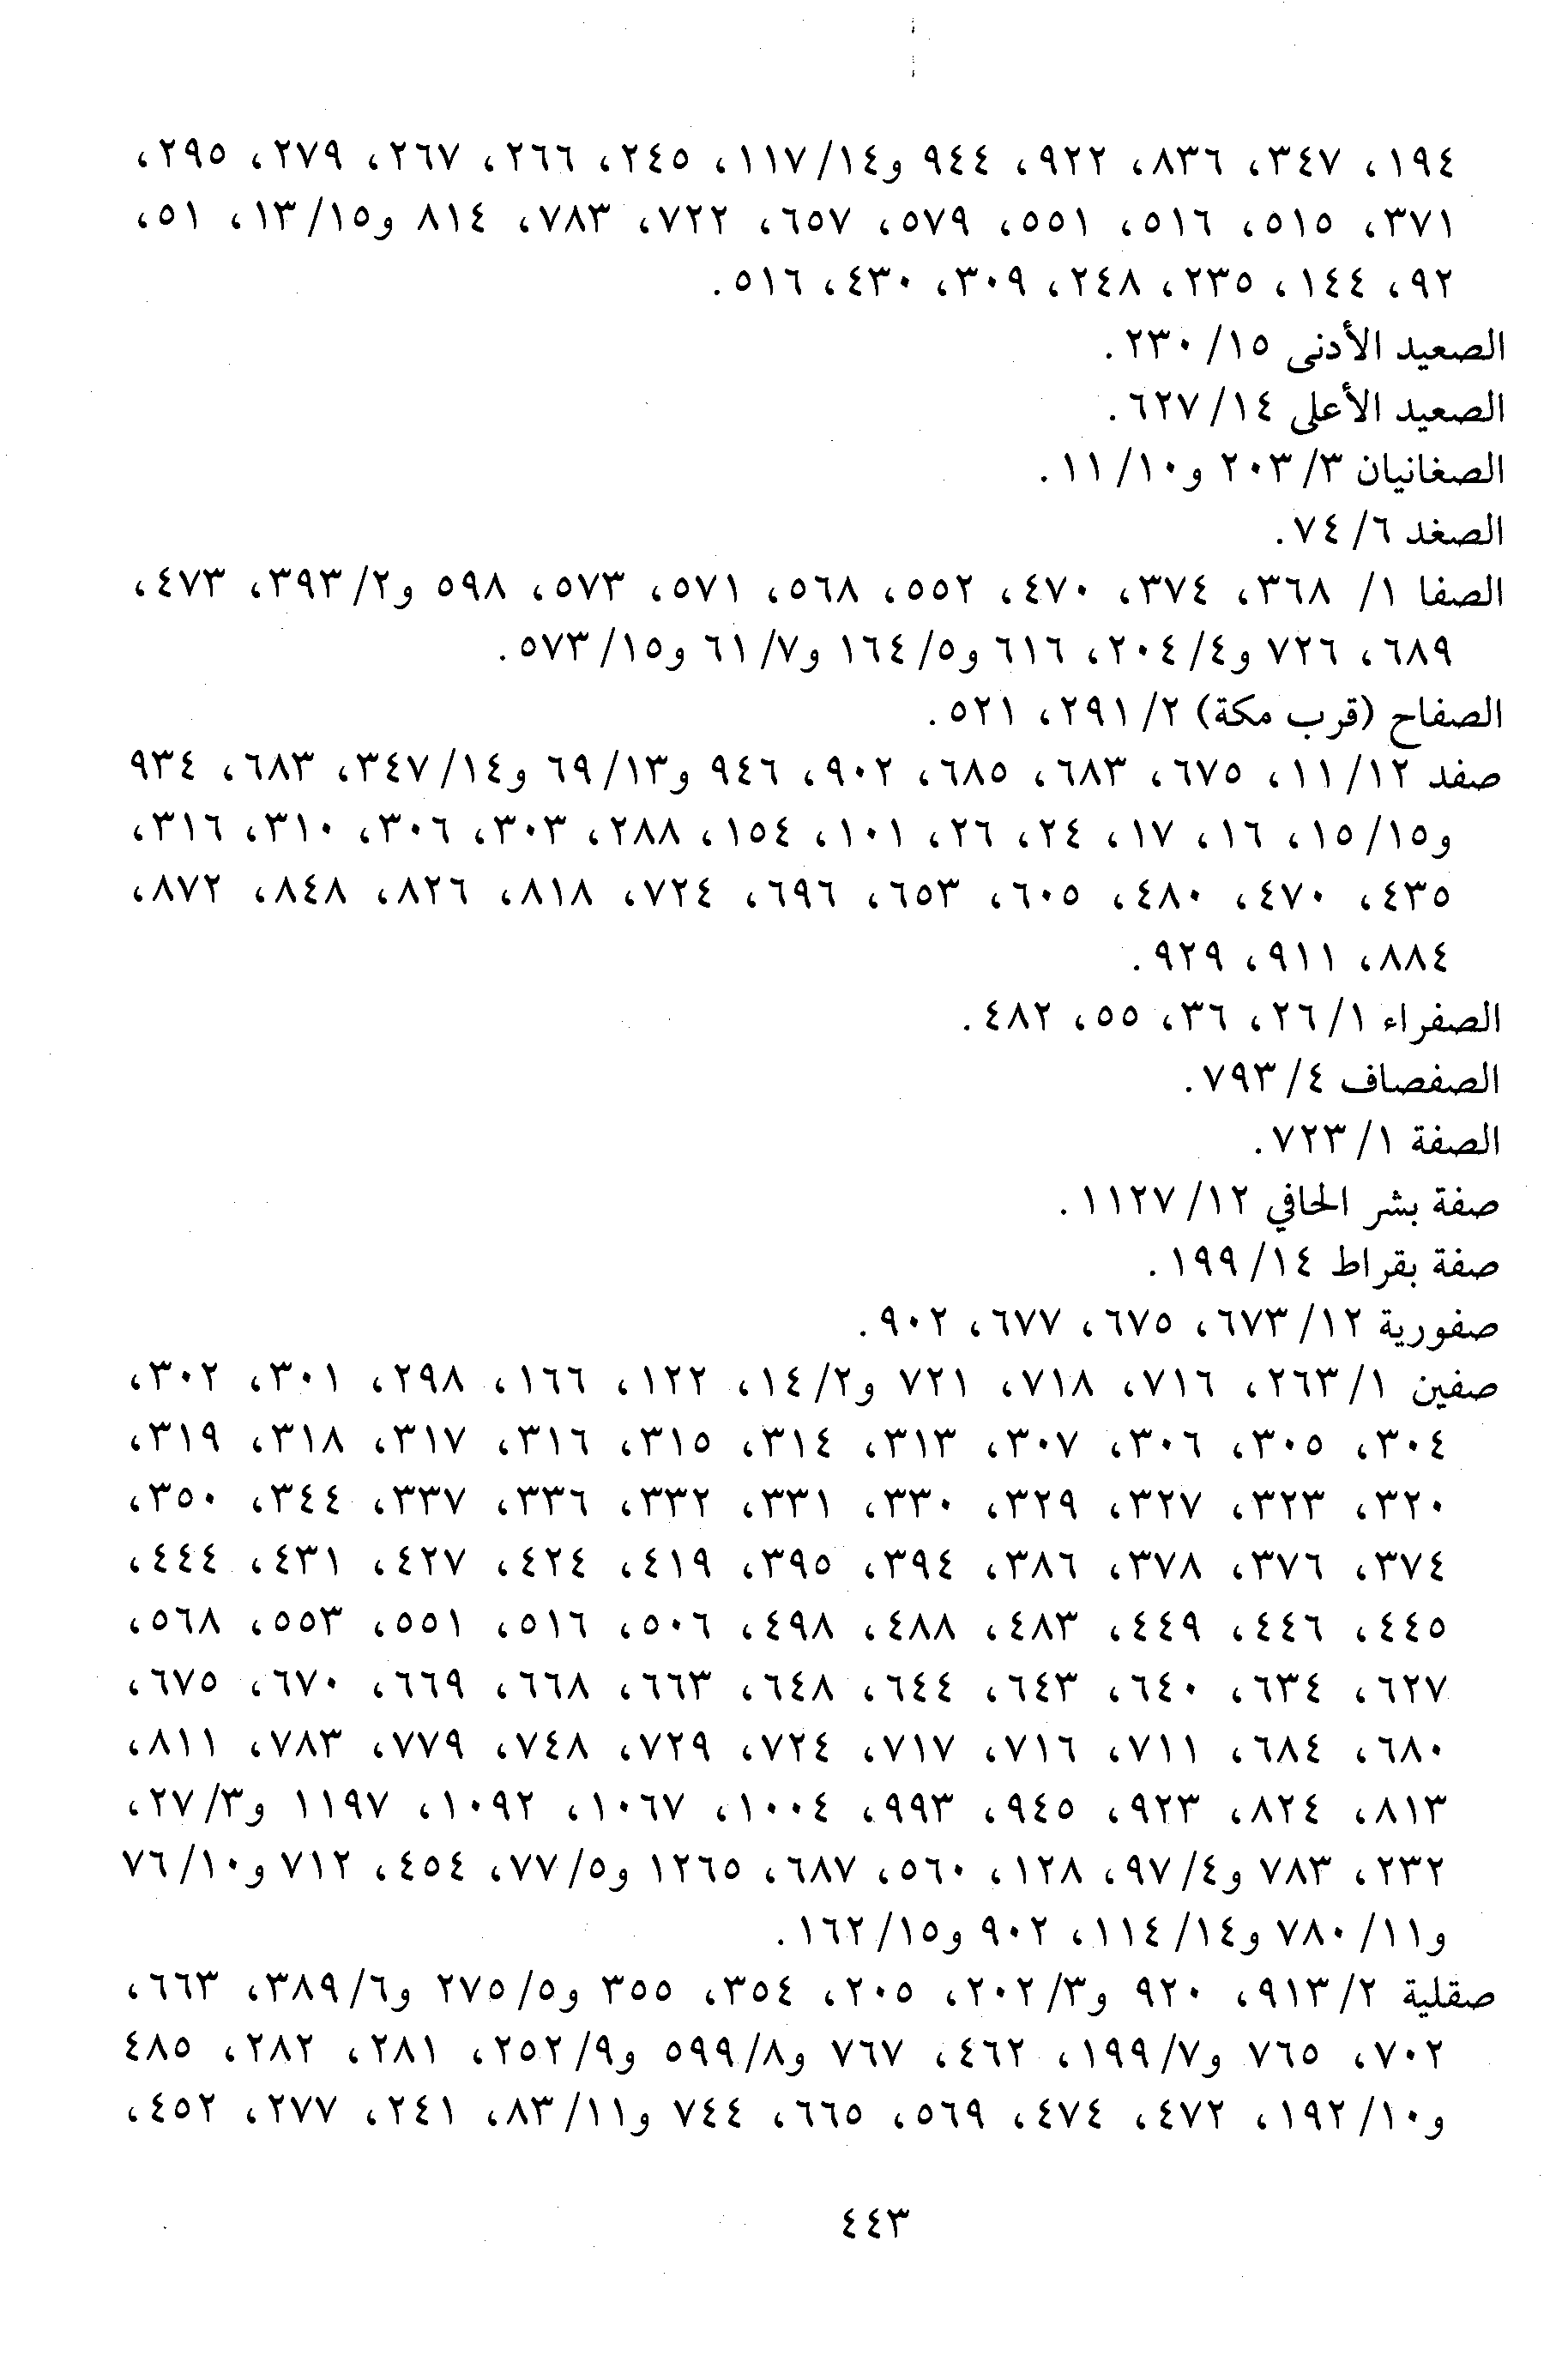 ١٩٤، ٣٤٧، ٨٣٦، ٩٢٢، ٩٤٤ و١٤/ ١١٧، ٢٤٥، ٢٦٦، ٢٦٧، ٢٧٩، ٢٩٥،
٣٧١، ٥١٥، ٥١٦، ٥٥١، ٥٧٩، ٦٥٧، ٧٢٢، ٧٨٣، ٨١٤ و١٥/ ١٣، ٥١،
٩٢، ١٤٤، ٢٣٥، ٢٤٨، ٣٠٩، ٤٣٠، ٥١٦.
الصعيد الأدنى ١٥/ ٢٣٠.
الصعيد الأعلى ١٤/ ٦٢٧.
الصغانيان ٣/ ٢٠٣ و١٠/ ١١.
الصغد ٦/ ٧٤.
الصفا ١/ ٣٦٨، ٣٧٤، ٤٧٠، ٥٥٢، ٥٦٨، ٥٧١، ٥٧٣، ٥٩٨ و٢/ ٣٩٣، ٤٧٣،
٦٨٩، ٧٢٦ و٤/ ٢٠٤، ٦١٦ و٥/ ١٦٤ و٧/ ٦١ و١٥/ ٥٧٣.
الصفاح (قرب مكة) ٢/ ٢٩١، ٥٢١.
صفد ١٢/ ١١، ٦٧٥، ٦٨٣، ٦٨٥، ٩٠٢، ٩٤٦ و١٣/ ٦٩ و١٤/ ٣٤٧، ٦٨٣، ٩٣٤
و١٥/ ١٥، ١٦، ١٧، ٢٤، ٢٦، ١٠١، ١٥٤، ٢٨٨، ٣٠٣، ٣٠٦، ٣١٠، ٣١٦،
٤٣٥، ٤٧٠، ٤٨٠، ٦٠٥، ٦٥٣، ٦٩٦، ٧٢٤، ٨١٨، ٨٢٦، ٨٤٨، ٨٧٢،
٨٨٤، ٩١١، ٩٢٩.
الصفراء ١/ ٢٦، ٣٦، ٥٥، ٤٨٢.
الصفصاف ٤/ ٧٩٣.
الصفة ١/ ٧٢٣.
صفة بشر الحافي ١٢/ ١١٢٧.
صفة بقراط ١٤/ ١٩٩.
صفورية ١٢/ ٦٧٣، ٦٧٥، ٦٧٧، ٩٠٢.
صفين ١/ ٢٦٣، ٧١٦، ٧١٨، ٧٢١ و٢/ ١٤، ١٢٢، ١٦٦، ٢٩٨، ٣٠١، ٣٠٢،
٣٠٤، ٣٠٥، ٣٠٦، ٣٠٧، ٣١٣، ٣١٤، ٣١٥، ٣١٦، ٣١٧، ٣١٨، ٣١٩،
٣٢٠، ٣٢٣، ٣٢٧، ٣٢٩، ٣٣٠، ٣٣١، ٣٣٢، ٣٣٦، ٣٣٧، ٣٤٤، ٣٥٠،
٣٧٤، ٣٧٦، ٣٧٨، ٣٨٦، ٣٩٤، ٣٩٥، ٤١٩، ٤٢٤، ٤٢٧، ٤٣١، ٤٤٤،
٤٤٥، ٤٤٦، ٤٤٩، ٤٨٣، ٤٨٨، ٤٩٨، ٥٠٦، ٥١٦، ٥٥١، ٥٥٣، ٥٦٨،
٦٢٧، ٦٣٤، ٦٤٠، ٦٤٣، ٦٤٤، ٦٤٨، ٦٦٣، ٦٦٨، ٦٦٩، ٦٧٠، ٦٧٥،
٦٨٠، ٦٨٤، ٧١١، ٧١٦، ٧١٧، ٧٢٤، ٧٢٩، ٧٤٨، ٧٧٩، ٧٨٣، ٨١١،
٨١٣، ٨٢٤، ٩٢٣، ٩٤٥، ٩٩٣، ١٠٠٤، ١٠٦٧، ١٠٩٢، ١١٩٧ و٣/ ٢٧،
٢٣٢، ٧٨٣ و٤/ ٩٧، ١٢٨، ٥٦٠، ٦٨٧، ١٢٦٥ و٥/ ٧٧، ٤٥٤، ٧١٢ و١٠/ ٧٦
و١١/ ٧٨٠ و١٤/ ١١٤، ٩٠٢ و١٥/ ١٦٢.
صقلية ٢/ ٩١٣، ٩٢٠ و٣/ ٢٠٢، ٢٠٥، ٣٥٤، ٣٥٥ و٥/ ٢٧٥ و٦/ ٣٨٩، ٦٦٣،
٧٠٢، ٧٦٥ و٧/ ١٩٩، ٤٦٢، ٧٦٧ و٨/ ٥٩٩ و٩/ ٢٥٢، ٢٨١، ٢٨٢، ٤٨٥
و١٠/ ١٩٢، ٤٧٢، ٤٧٤، ٥٦٩، ٦٦٥، ٧٤٤ و١١/ ٨٣، ٢٤١، ٢٧٧، ٤٥٢،
٤٤٣